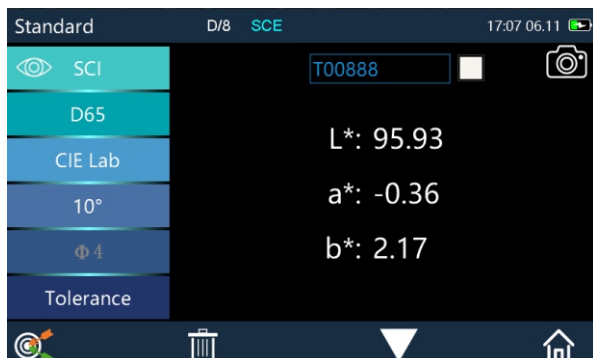 Standard D/8 SCE 17:07 06.11
SCI
T00888
D65
L*: 95.93
CIE Lab
a*: -0.36
10°
b*: 2.17
Φ4
Tolerance